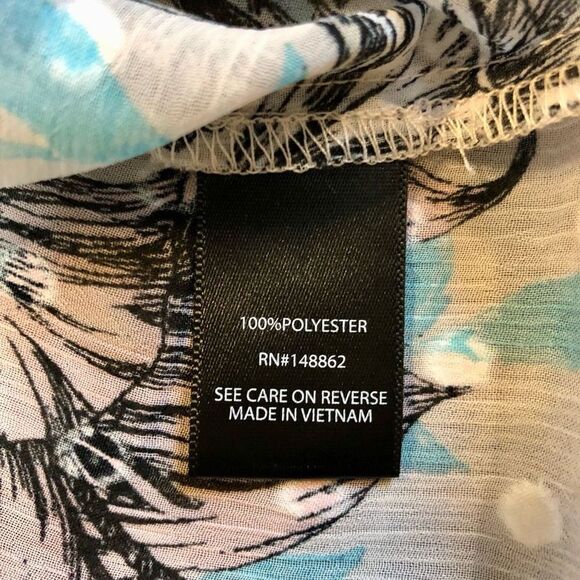 100%POLYESTER
RN#148862
SEE CARE ON REVERSE
MADE IN VIETNAM